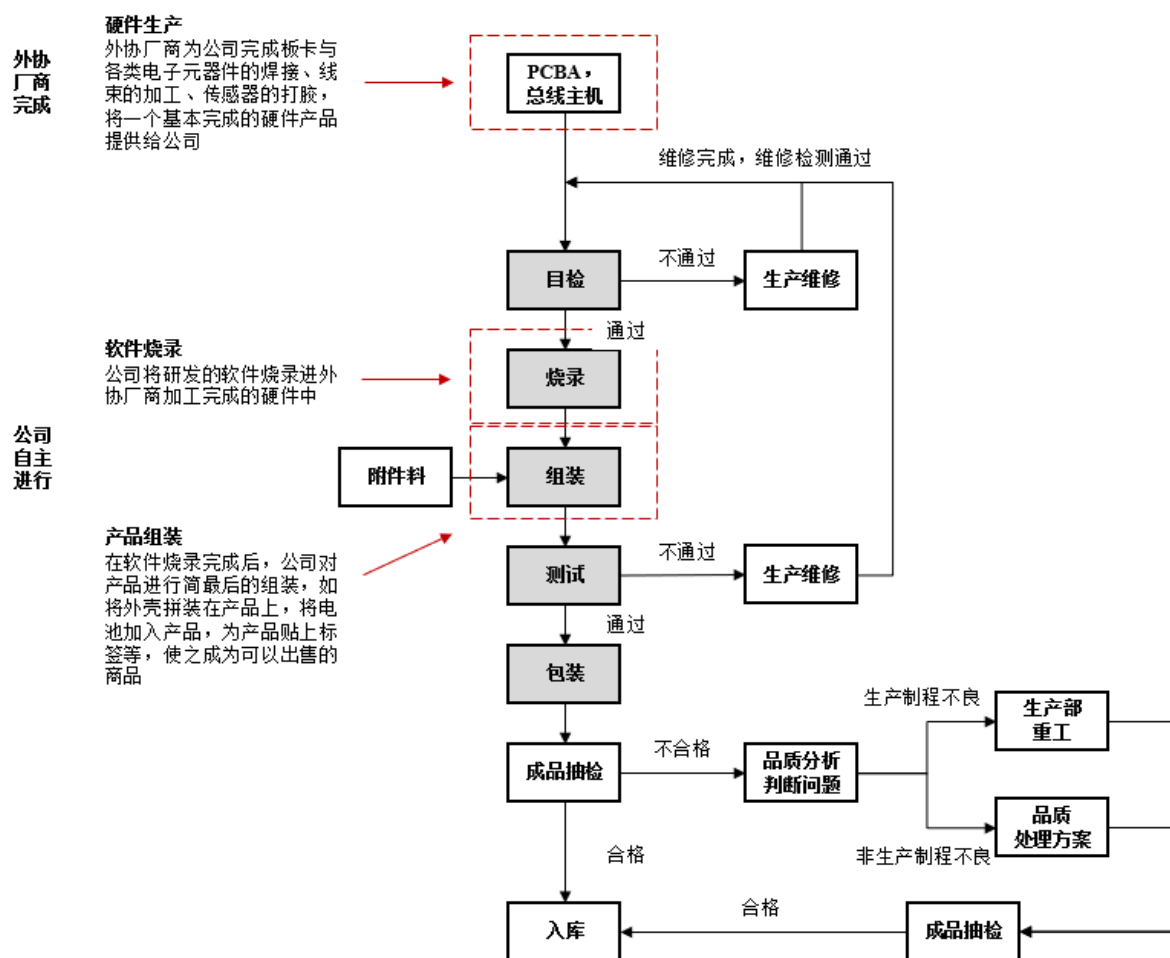 外协
厂商
完成
硬件生产
外协厂商为公司完成板卡与
各类电子元器件的焊接、线
束的加工、传感器的打胶，
将一个基本完成的硬件产品
提供给公司
PCBA，
总线主机
维修完成，维修检测通过
目检
不通过
生产维修
通过
软件烧录
公司将研发的软件烧录进外
协厂商加工完成的硬件中
烧录
公司
自主
进行
附件料
组装
产品组装
在软件烧录完成后，公司对
产品进行简最后的组装，如
将外壳拼装在产品上，将电
池加入产品，为产品贴上标
签等，使之成为可以出售的
商品
测试
不通过
生产维修
通过
包装
成品抽检
不合格
品质分析
判断问题
生产制程不良
生产部
重工
非生产制程不良
品质
处理方案
合格
入库
合格
成品抽检